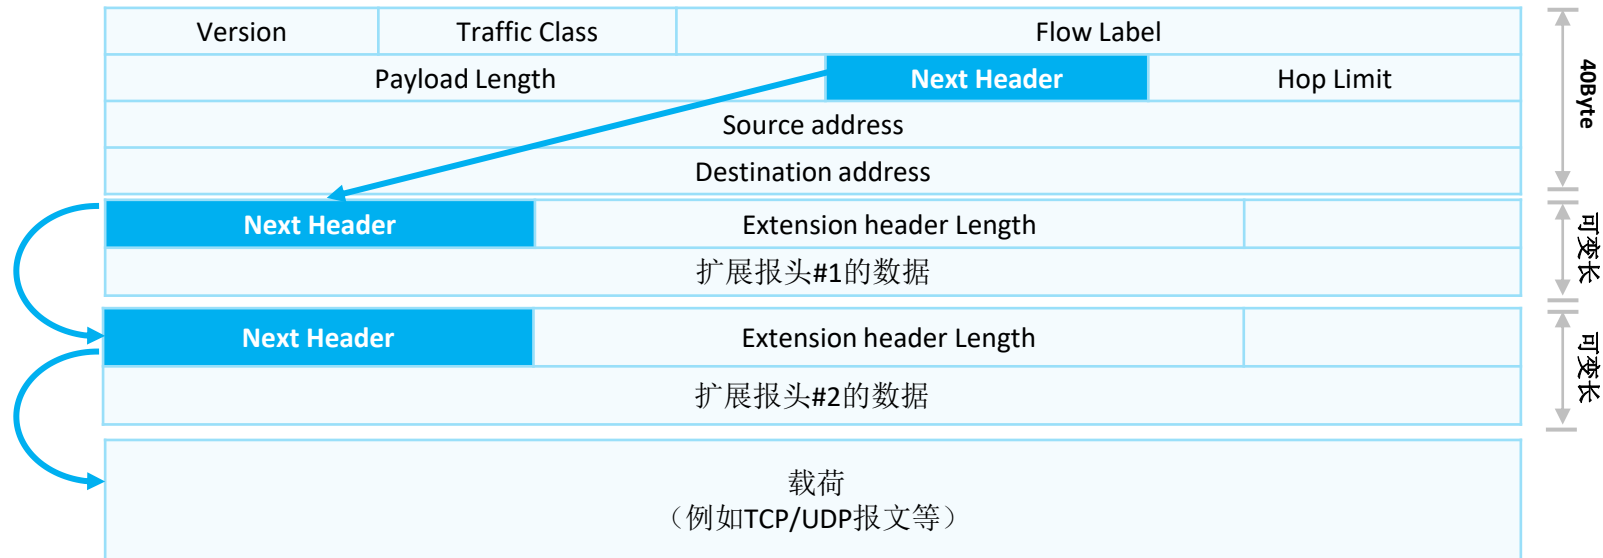 Version Traffic Class Flow Label
Payload Length Next Header Hop Limit
Source address
Destination address
40Byte
Next Header Extension header Length
扩展报头#1的数据
可变长
Next Header Extension header Length
扩展报头#2的数据
可变长
载荷
（例如TCP/UDP报文等）